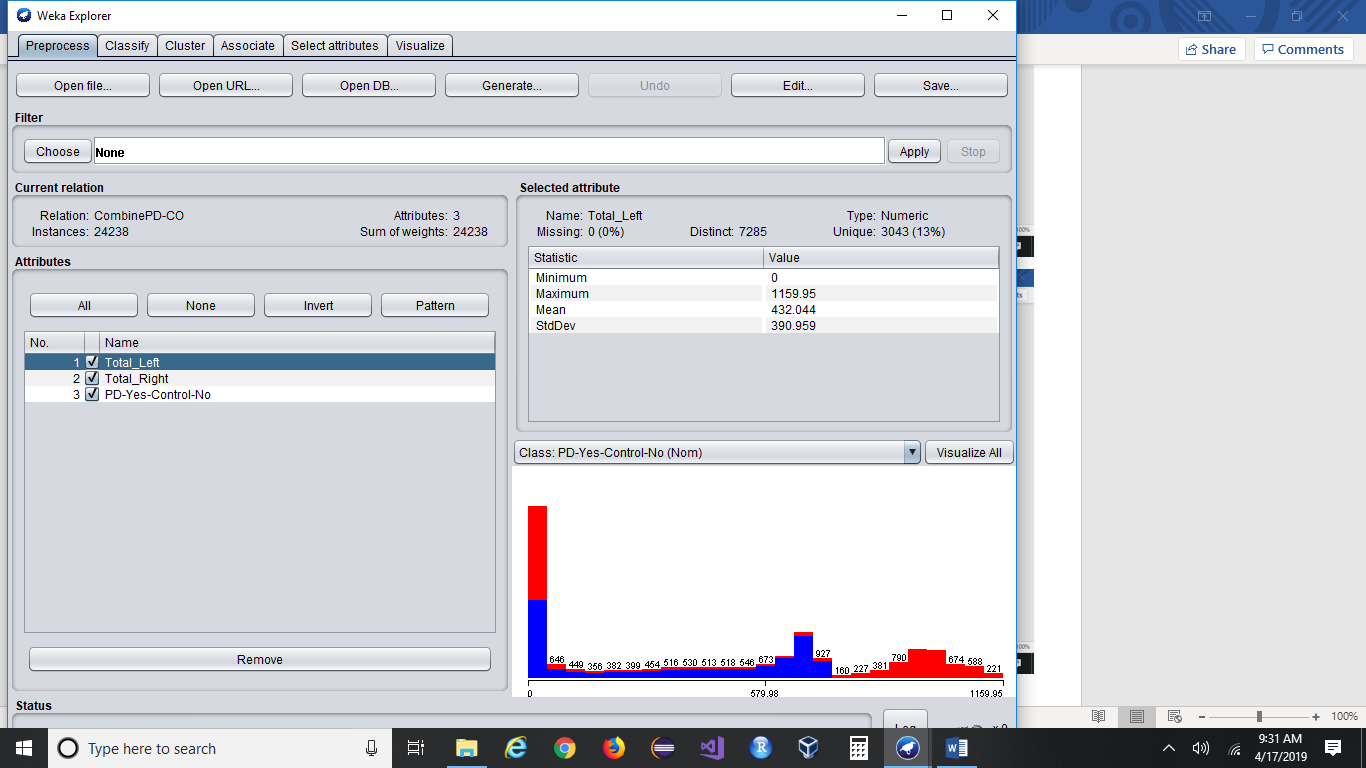 Weka Explorer
Share Comments
Preprocess Classify Cluster Associate Select attributes Visualize
Open file... Open URL... Open DB... Generate... Undo Edit... Save...
Filter
Choose None Apply Stop
Current relation
Relation: CombinePD-CO Attributes: 3
Instances: 24238 Sum of weights: 24238
Selected attribute
Name: Total_Left Type: Numeric
Missing: 0 (0%) Distinct: 7285 Unique: 3043 (13%)
Statistic Value
Minimum 0
Maximum 1159.95
Mean 432.044
StdDev 390.959
Attributes
All None Invert Pattern
No. Name
1 Total_Left
2 Total_Right
3 PD-Yes-Control-No
Remove
Class: PD-Yes-Control-No (Nom) Visualize All
646 449 356 382 399 454 516 530 513 518 546 673 927 160 227 381 790 674 588 221
0 579.98 1159.95
Status
Log x 0
100%
Type here to search
9:31 AM
4/17/2019